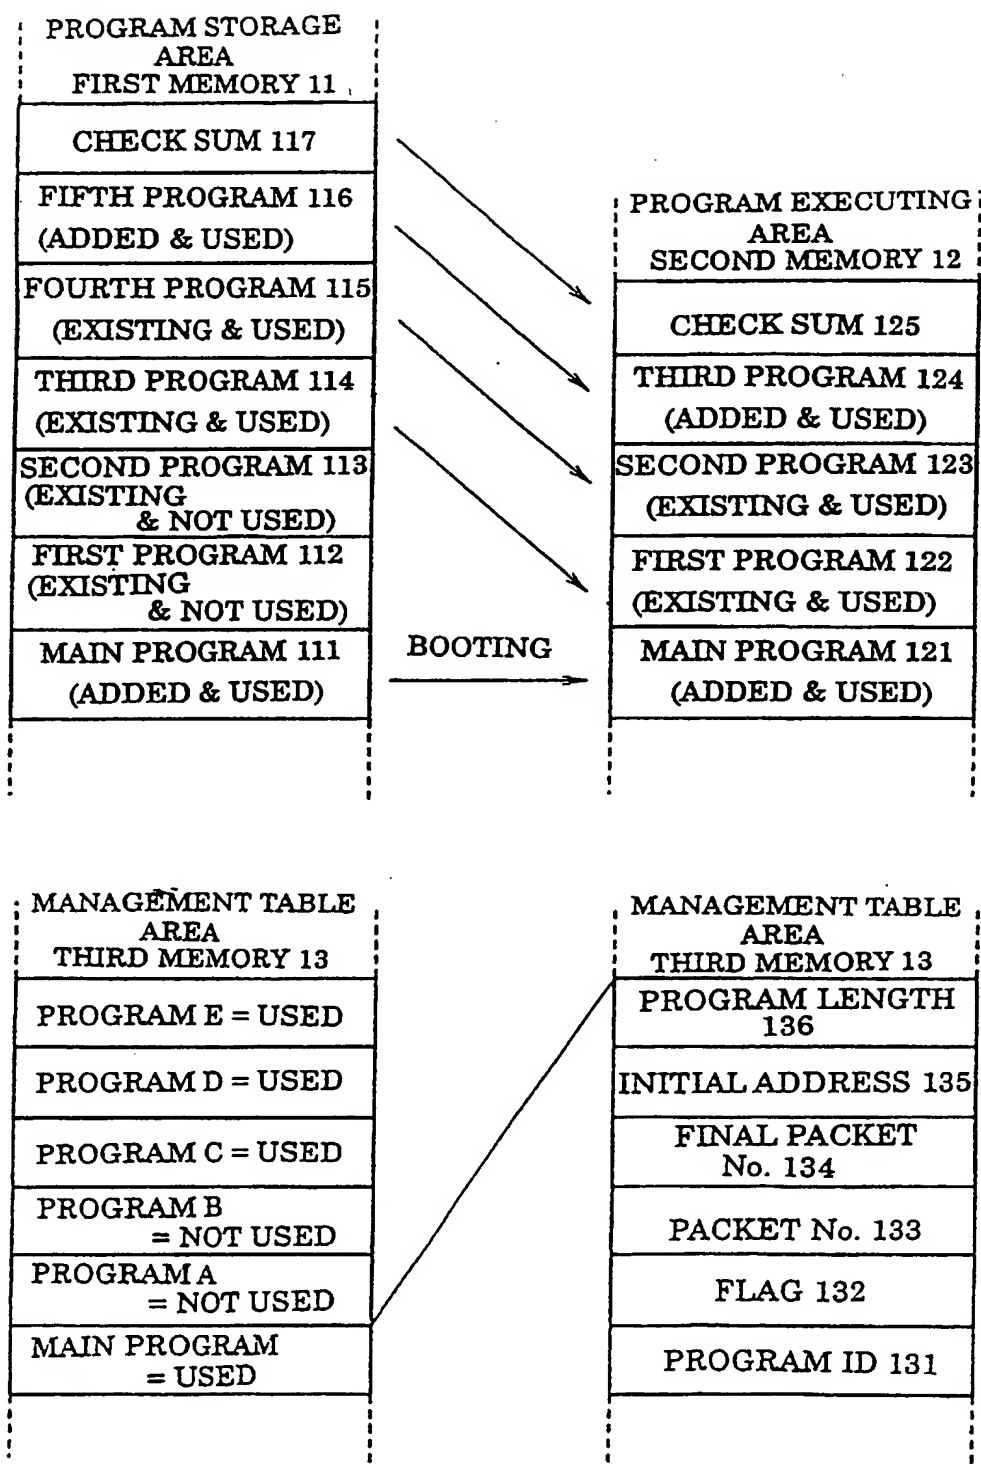 PROGRAM STORAGE
AREA
FIRST MEMORY 11
CHECK SUM 117
FIFTH PROGRAM 116
(ADDED & USED)
FOURTH PROGRAM 115
(EXISTING & USED)
THIRD PROGRAM 114
(EXISTING & USED)
SECOND PROGRAM 113
(EXISTING
& NOT USED)
FIRST PROGRAM 112
(EXISTING
& NOT USED)
MAIN PROGRAM 111
(ADDED & USED)
BOOTING
PROGRAM EXECUTING
AREA
SECOND MEMORY 12
CHECK SUM 125
THIRD PROGRAM 124
(ADDED & USED)
SECOND PROGRAM 123
(EXISTING & USED)
FIRST PROGRAM 122
(EXISTING & USED)
MAIN PROGRAM 121
(ADDED & USED)
MANAGEMENT TABLE
AREA
THIRD MEMORY 13
PROGRAM E = USED
PROGRAM D = USED
PROGRAM C = USED
PROGRAM B
= NOT USED
PROGRAM A
= NOT USED
MAIN PROGRAM
= USED
MANAGEMENT TABLE
AREA
THIRD MEMORY 13
PROGRAM LENGTH
136
INITIAL ADDRESS 135
FINAL PACKET
No. 134
PACKET No. 133
FLAG 132
PROGRAM ID 131